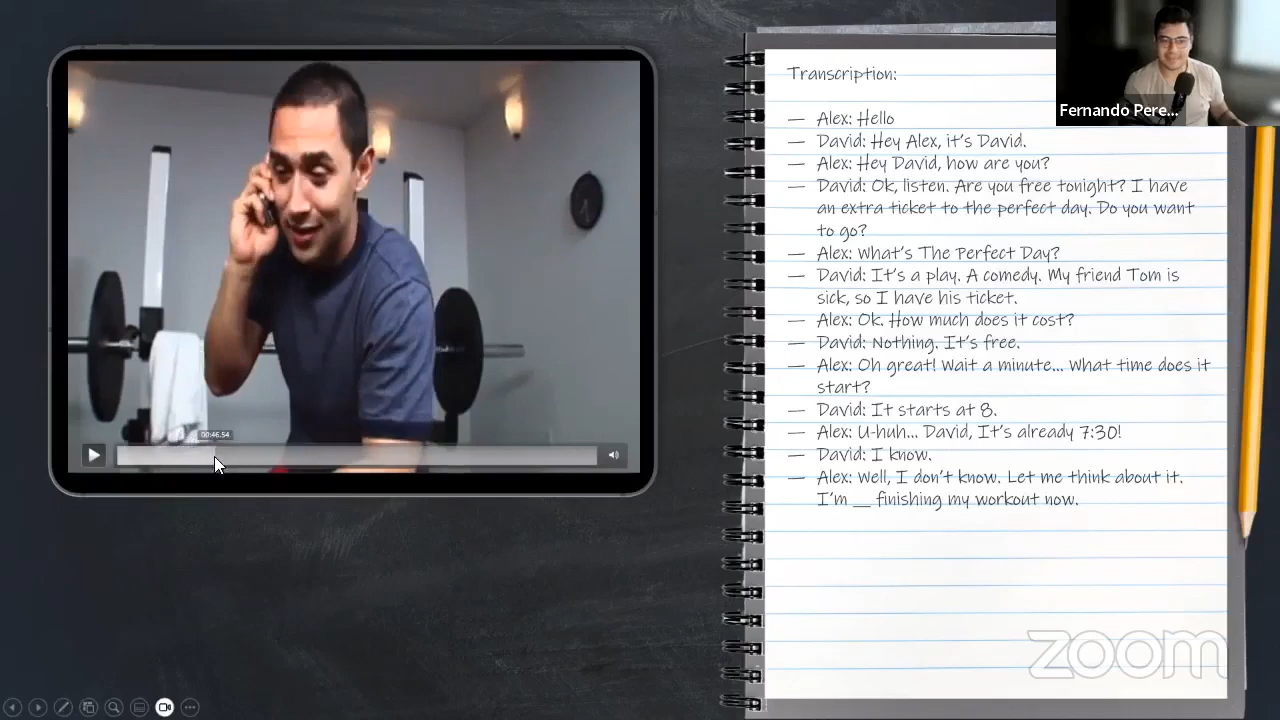 Transcription:
Fernando Pere...
— Alex: Hello
— David: Hey Alex, it's David.
— Alex: Hey David, how are you?
— David: Ok, listen. Are you free tonight? I have
an extra ticket to the perfect day. Do you want
to go?
— Alex: What's The Perfect Day?
— David: It's a play. A comedy. My friend Tom is
sick, so I have his ticket.
— Alex: Ok. How much does it cost?
— David: Nothing. It's free.
— Alex: Oh great! Wait a minute... What time does it
start?
— David: It starts at 8.
— Alex: U-hum... David, It's already 7:30!
— David: I know.
— Alex: Well, I don't know. Let me think about it.
I'm __ finishing my workout now.
00:46.54
zoom